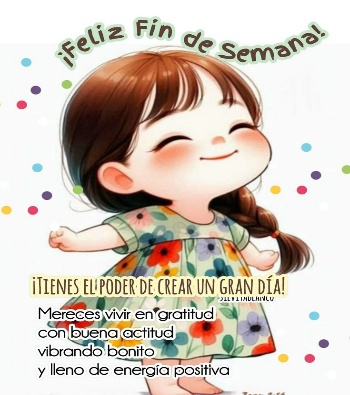 ¡Feliz Fin de Semana!
¡TIENES EL PODER DE CREAR UN GRAN DÍA!
SILVITABLANCO
Mereces vivir en gratitud
con buena actitud
vibrando bonito
y lleno de energía positiva